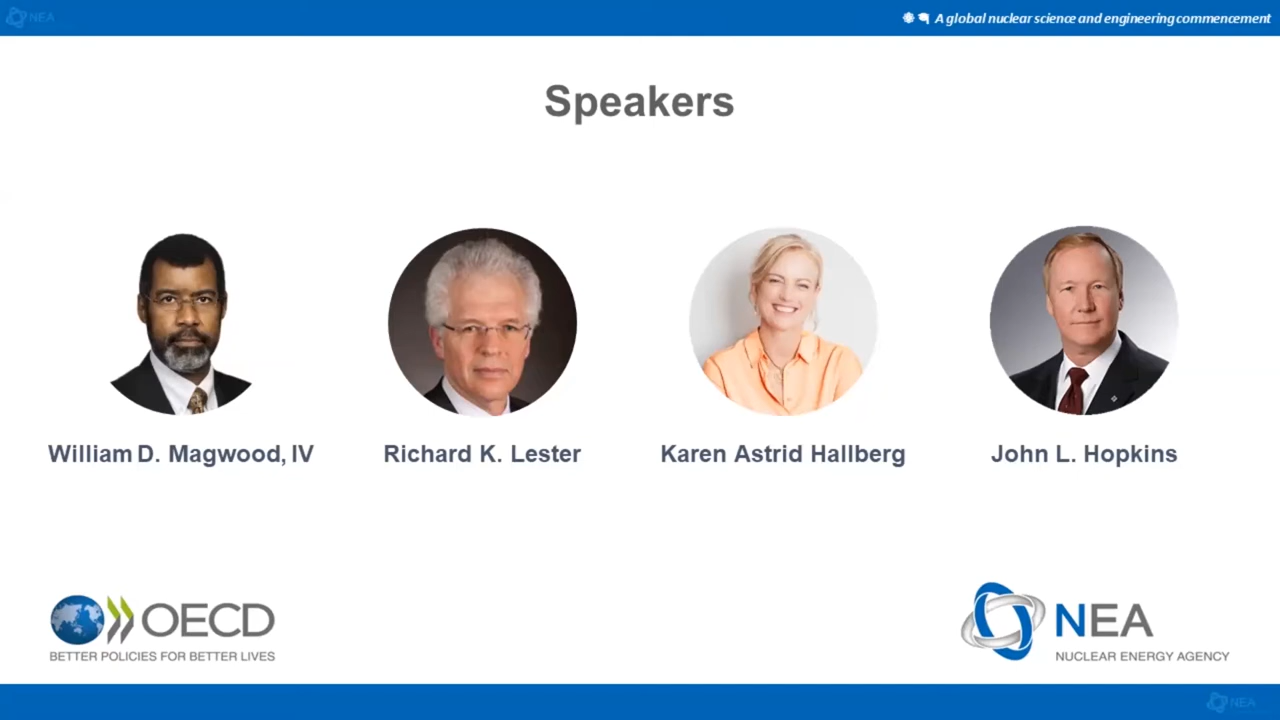 NEA
A global nuclear science and engineering commencement
Speakers
William D. Magwood, IV
Richard K. Lester
Karen Astrid Hallberg
John L. Hopkins
OECD
BETTER POLICIES FOR BETTER LIVES
NEA
NUCLEAR ENERGY AGENCY
NEA